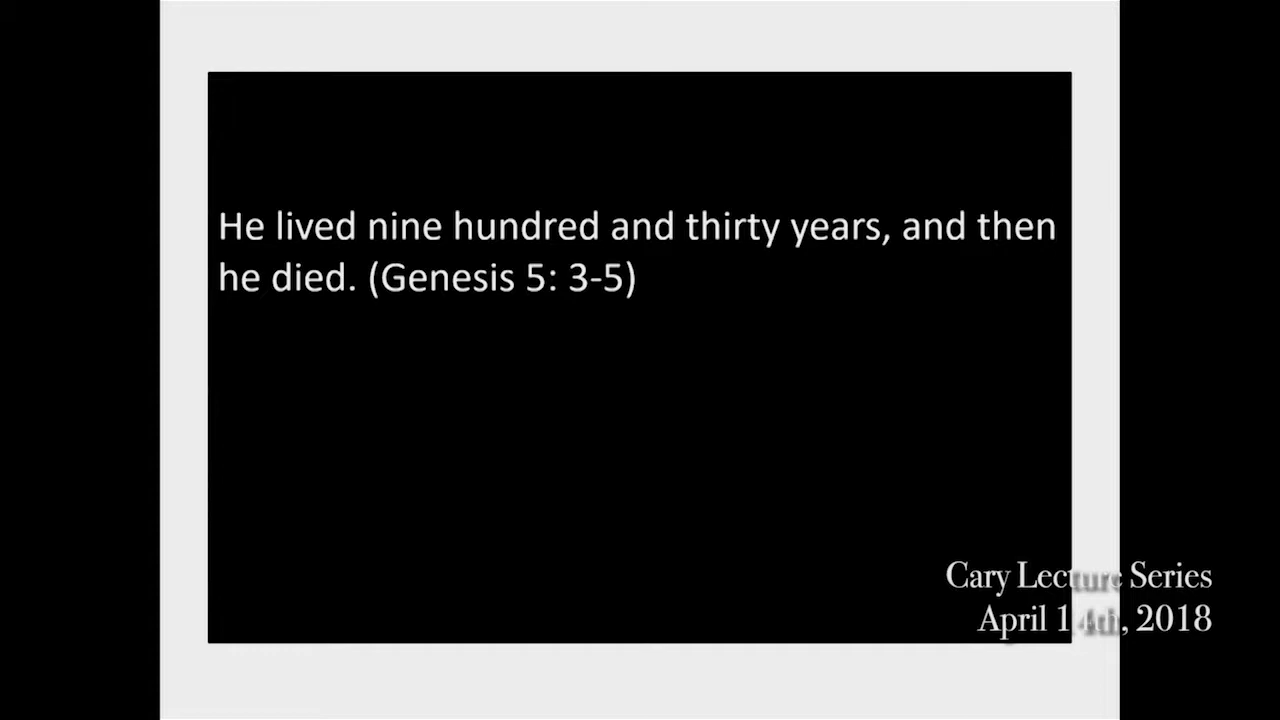 He lived nine hundred and thirty years, and then
he died. (Genesis 5: 3-5)
Cary Lecture Series
April 14th, 2018